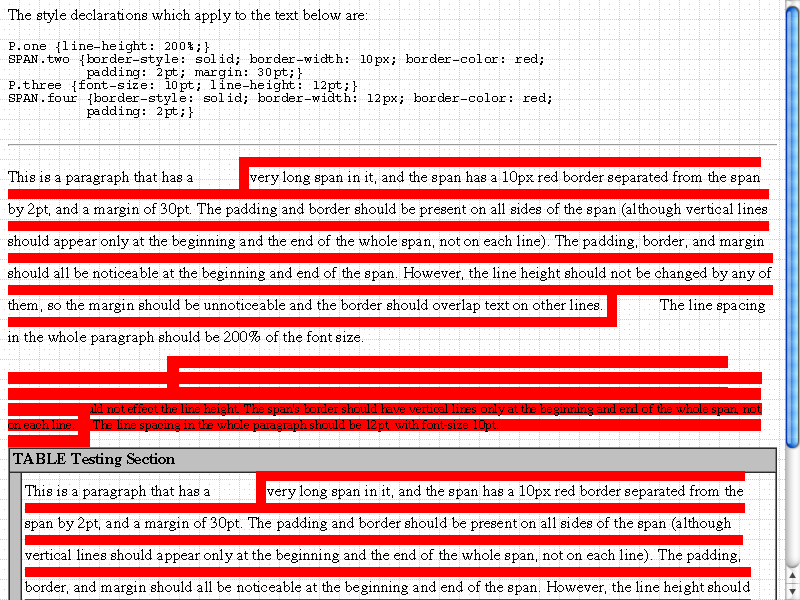 The style declarations which apply to the text below are:
P.one {line-height: 200%;}
SPAN.two {border-style: solid; border-width: 10px; border-color: red;
padding: 2pt; margin: 30pt;}
P.three {font-size: 10pt; line-height: 12pt;}
SPAN.four {border-style: solid; border-width: 12px; border-color: red;
padding: 2pt;}
This is a paragraph that has a very long span in it, and the span has a 10px red border separated from the span
by 2pt, and a margin of 30pt. The padding and border should be present on all sides of the span (although vertical lines
should appear only at the beginning and the end of the whole span, not on each line). The padding, border, and margin
should all be noticeable at the beginning and end of the span. However, the line height should not be changed by any of
them, so the margin should be unnoticeable and the border should overlap text on other lines. The line spacing
in the whole paragraph should be 200% of the font size.
uld not effect the line height. The span's border should have vertical lines only at the beginning and end of the whole span, not
on each line. The line spacing in the whole paragraph should be 12pt, with font-size 10pt.
TABLE Testing Section
This is a paragraph that has a very long span in it, and the span has a 10px red border separated from the
span by 2pt, and a margin of 30pt. The padding and border should be present on all sides of the span (although
vertical lines should appear only at the beginning and the end of the whole span, not on each line). The padding,
border, and margin should all be noticeable at the beginning and end of the span. However, the line height should